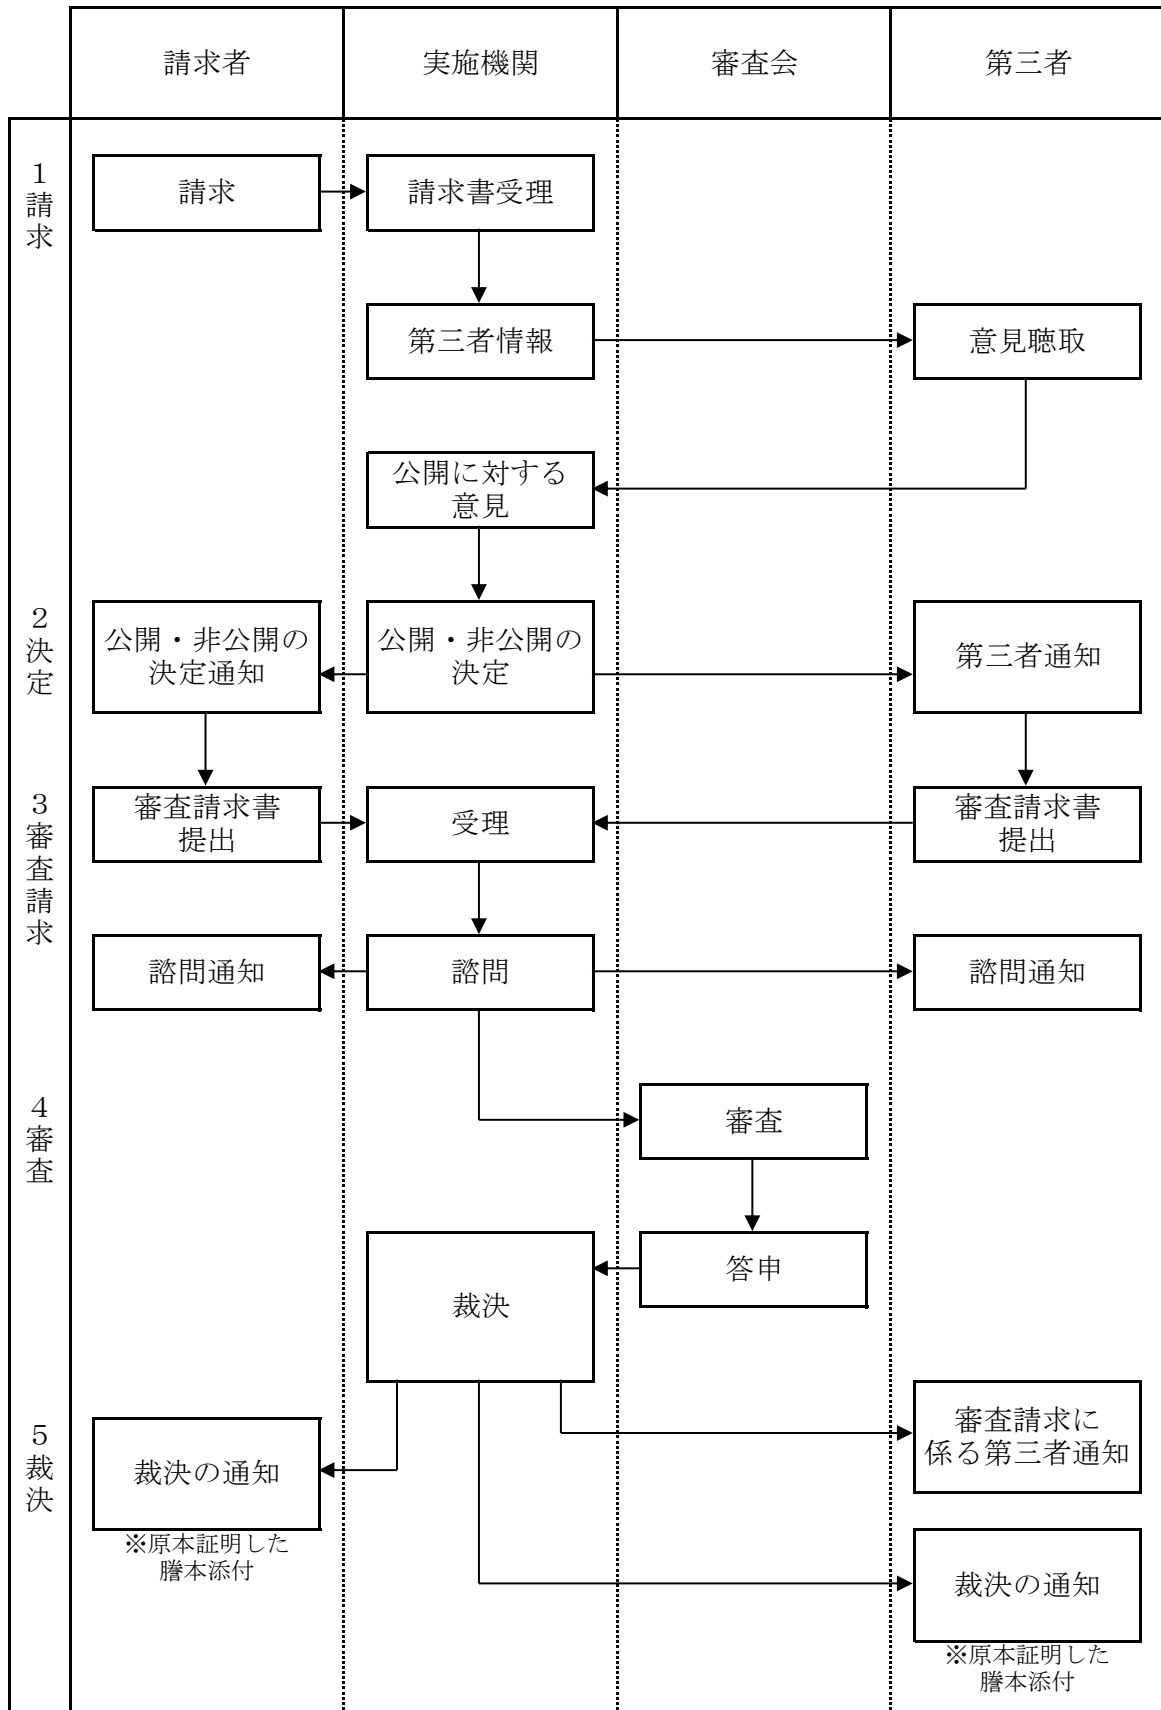 請求者
実施機関
審査会
第三者
1請求
請求
請求書受理
第三者情報
意見聴取
公開に対する
意見
2決定
公開・非公開の
決定通知
公開・非公開の
決定
第三者通知
3審査請求
審査請求書
提出
受理
審査請求書
提出
諮問通知
諮問
諮問通知
4審査
審査
答申
裁決
5裁決
審査請求に
係る第三者通知
裁決の通知
※原本証明した
謄本添付
裁決の通知
※原本証明した
謄本添付